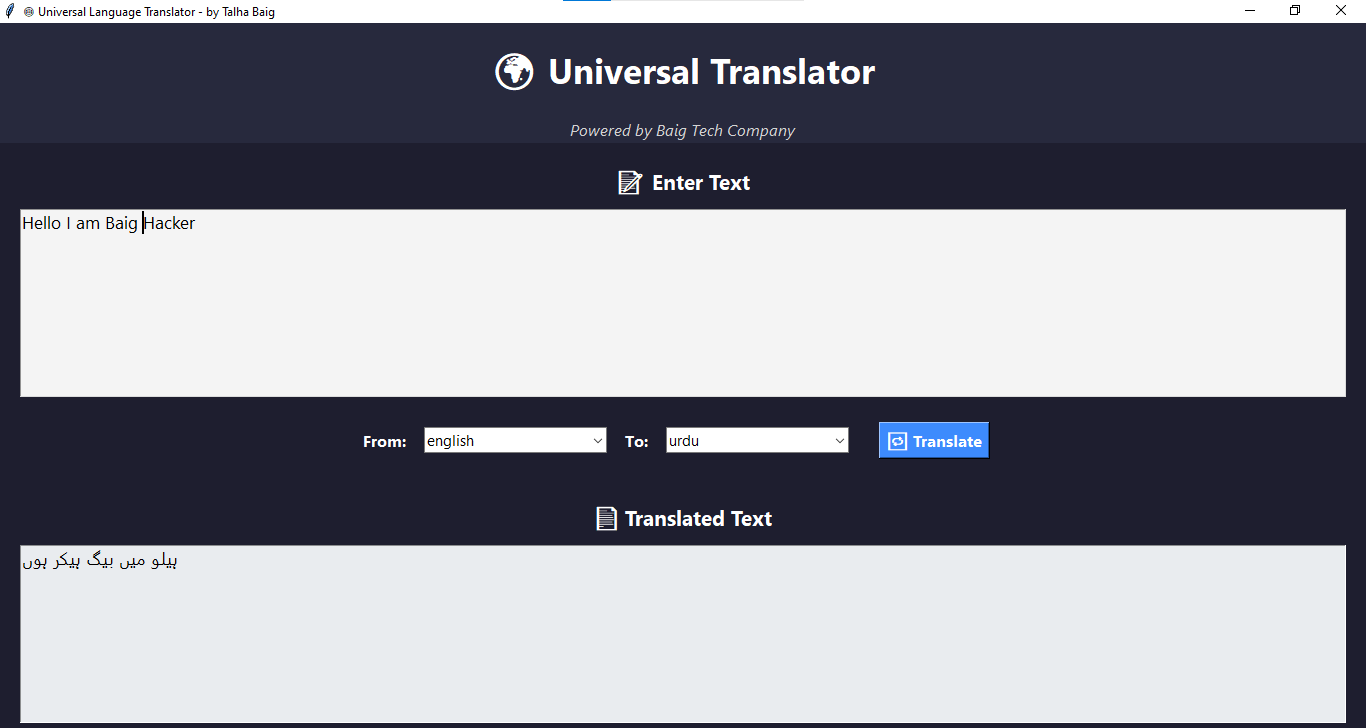 Universal Language Translator - by Talha Baig
Universal Translator
Powered by Baig Tech Company
Enter Text
Hello I am Baig Hacker
From: english To: urdu Translate
Translated Text
ہیلو میں بیگ ہیکر ہوں